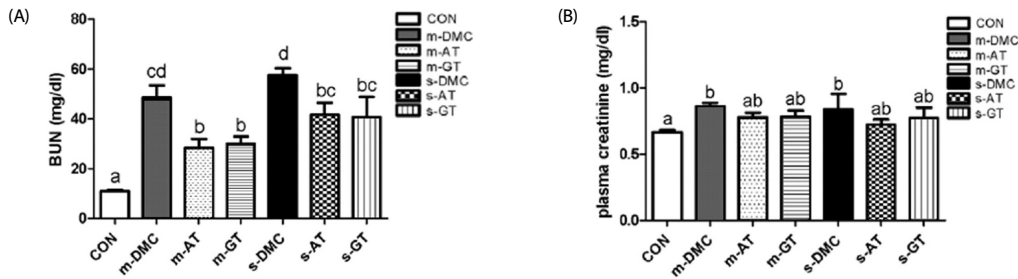 (A)
BUN (mg/dl)
80
60
40
20
0
a
cd
b
b
d
bc
bc
CON
m-DMC
m-AT
m-GT
s-DMC
s-AT
s-GT
CON
m-DMC
m-AT
m-GT
s-DMC
s-AT
s-GT
(B)
plasma creatinine (mg/dl)
1.5
1.0
0.5
0.0
a
b
ab
ab
b
ab
ab
CON
m-DMC
m-AT
m-GT
s-DMC
s-AT
s-GT
CON
m-DMC
m-AT
m-GT
s-DMC
s-AT
s-GT